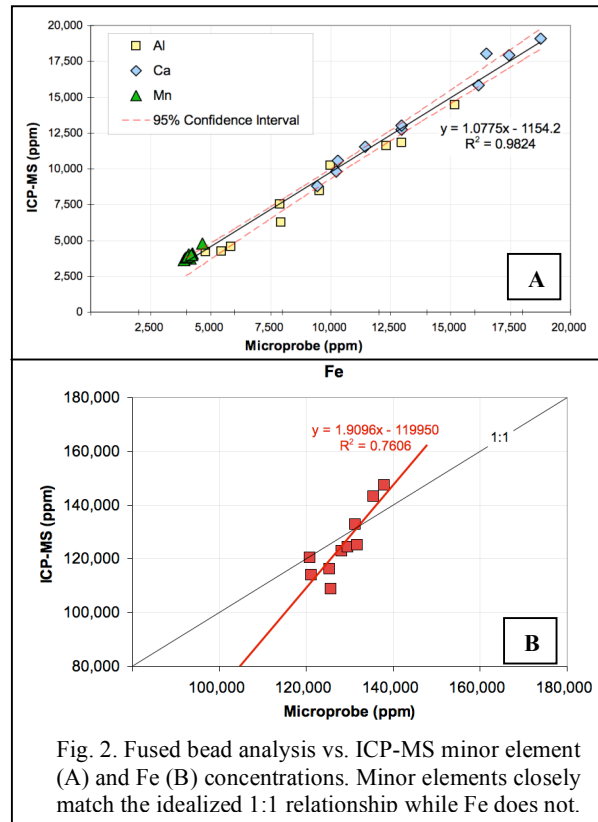 20,000
17,500
15,000
12,500
10,000
7,500
5,000
2,500
0
ICP-MS (ppm)
Al
Ca
Mn
95% Confidence Interval
y = 1.0775x - 1154.2
R² = 0.9824
A
2,500 5,000 7,500 10,000 12,500 15,000 17,500 20,000
Microprobe (ppm)
Fe
180,000
160,000
140,000
120,000
100,000
80,000
ICP-MS (ppm)
y = 1.9096x - 119950
R² = 0.7606
1:1
B
100,000 120,000 140,000 160,000 180,000
Microprobe (ppm)
Fig. 2. Fused bead analysis vs. ICP-MS minor element
(A) and Fe (B) concentrations. Minor elements closely
match the idealized 1:1 relationship while Fe does not.